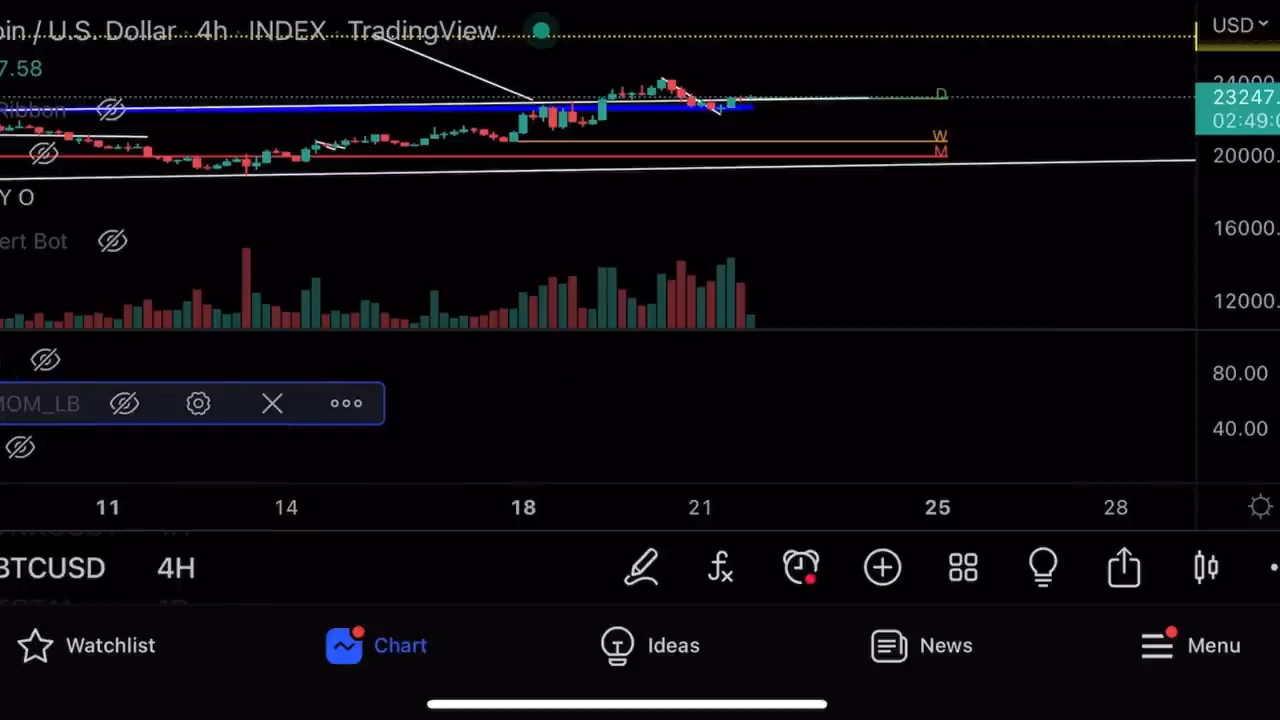 oin / U.S. Dollar · 4h · INDEX · TradingView
USD
7.58
24000.
Ribbon
D
23247.
02:49:0
W
M
20000.
Y O
16000.
ert Bot
12000.
80.00
MOM_LB
40.00
11 14 18 21 25 28
BTCUSD 4H
Watchlist Chart Ideas News Menu